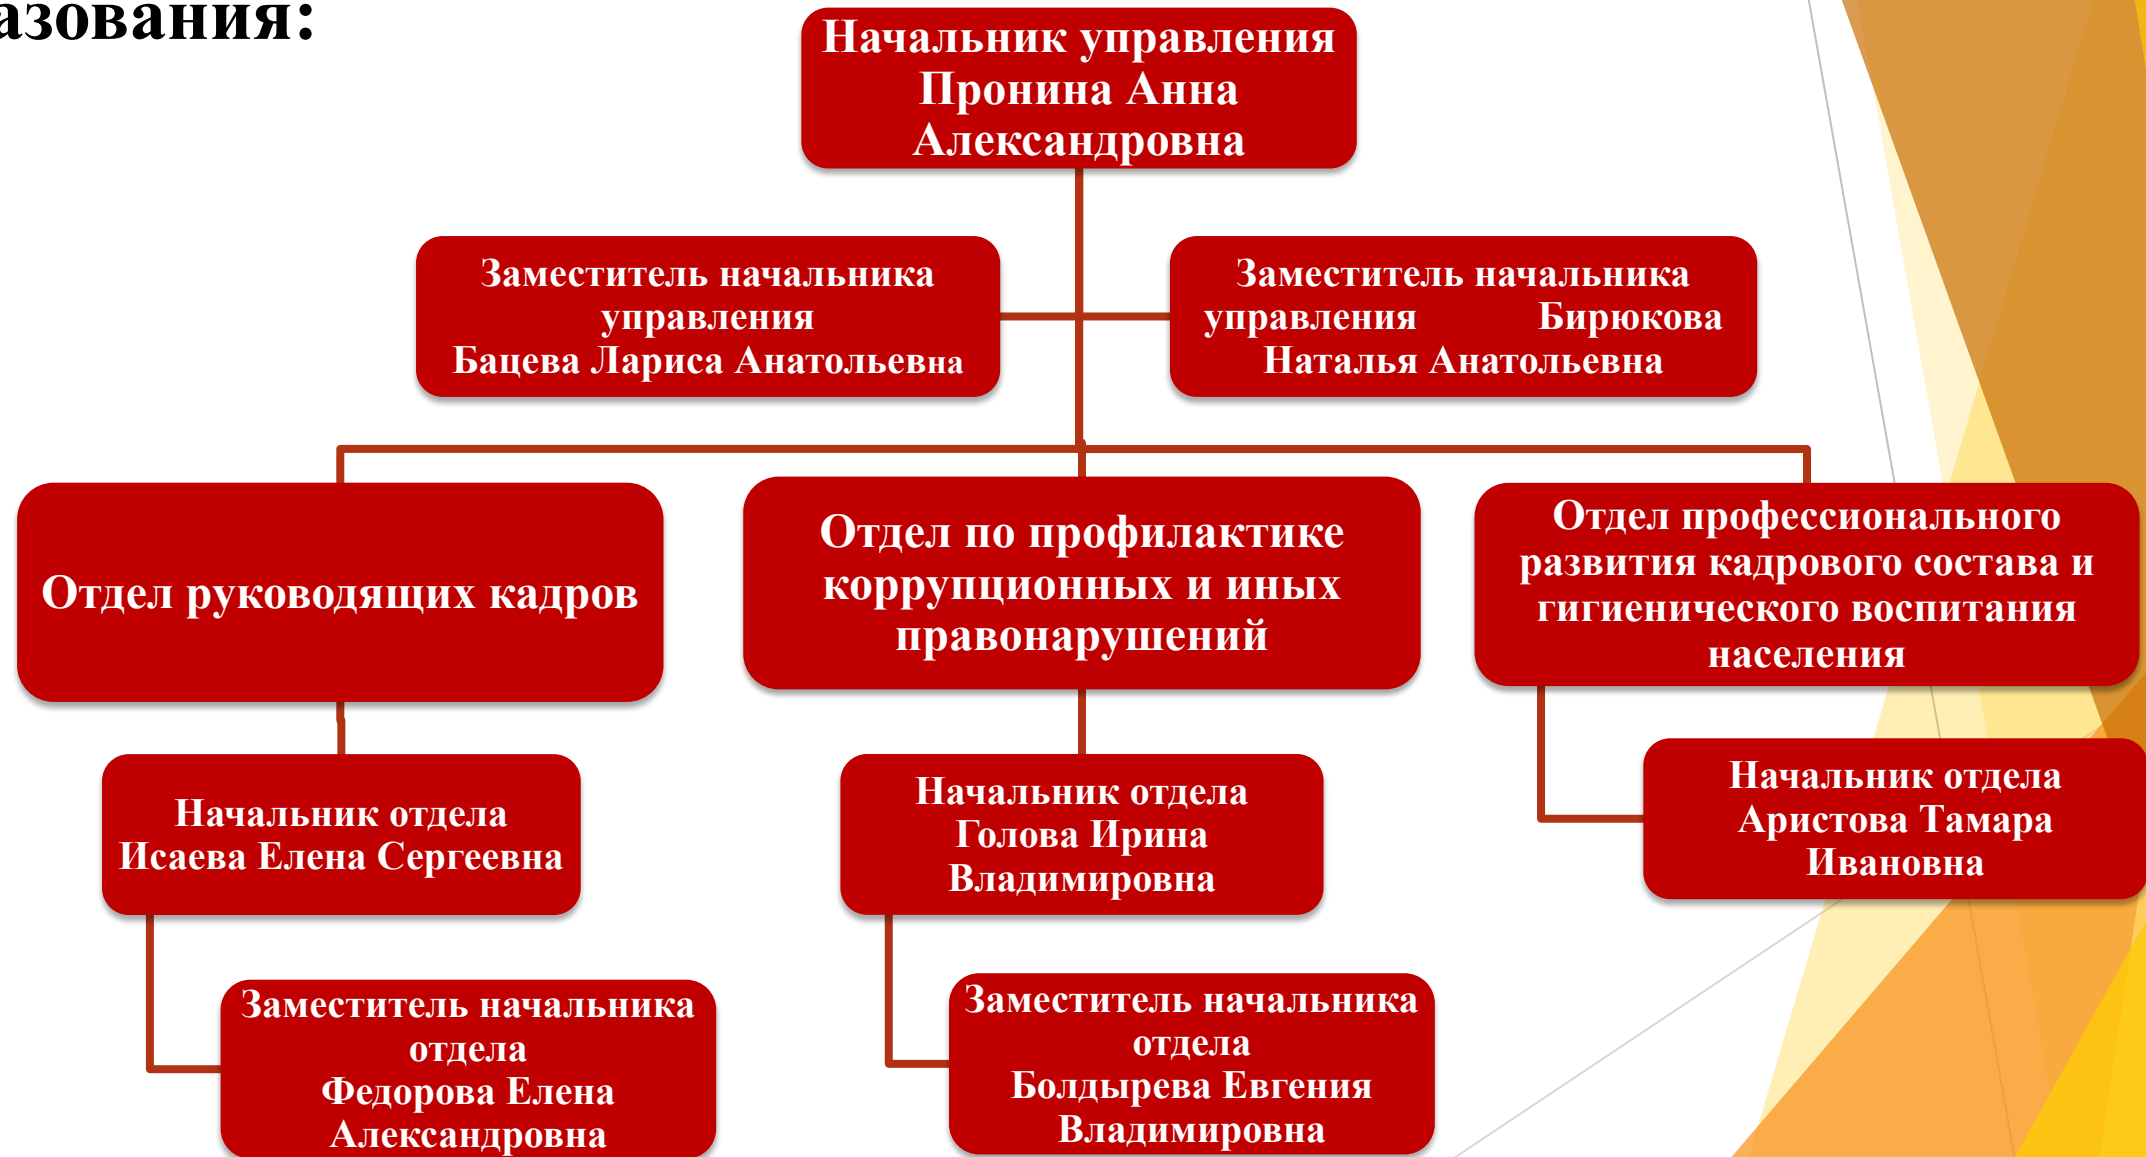 азования:
Начальник управления
Пронина Анна
Александровна
Заместитель начальника
управления
Бацева Лариса Анатольевна
Заместитель начальника
управления Бирюкова
Наталья Анатольевна
Отдел руководящих кадров
Отдел по профилактике
коррупционных и иных
правонарушений
Отдел профессионального
развития кадрового состава и
гигиенического воспитания
населения
Начальник отдела
Исаева Елена Сергеевна
Начальник отдела
Голова Ирина
Владимировна
Начальник отдела
Аристова Тамара
Ивановна
Заместитель начальника
отдела
Федорова Елена
Александровна
Заместитель начальника
отдела
Болдырева Евгения
Владимировна